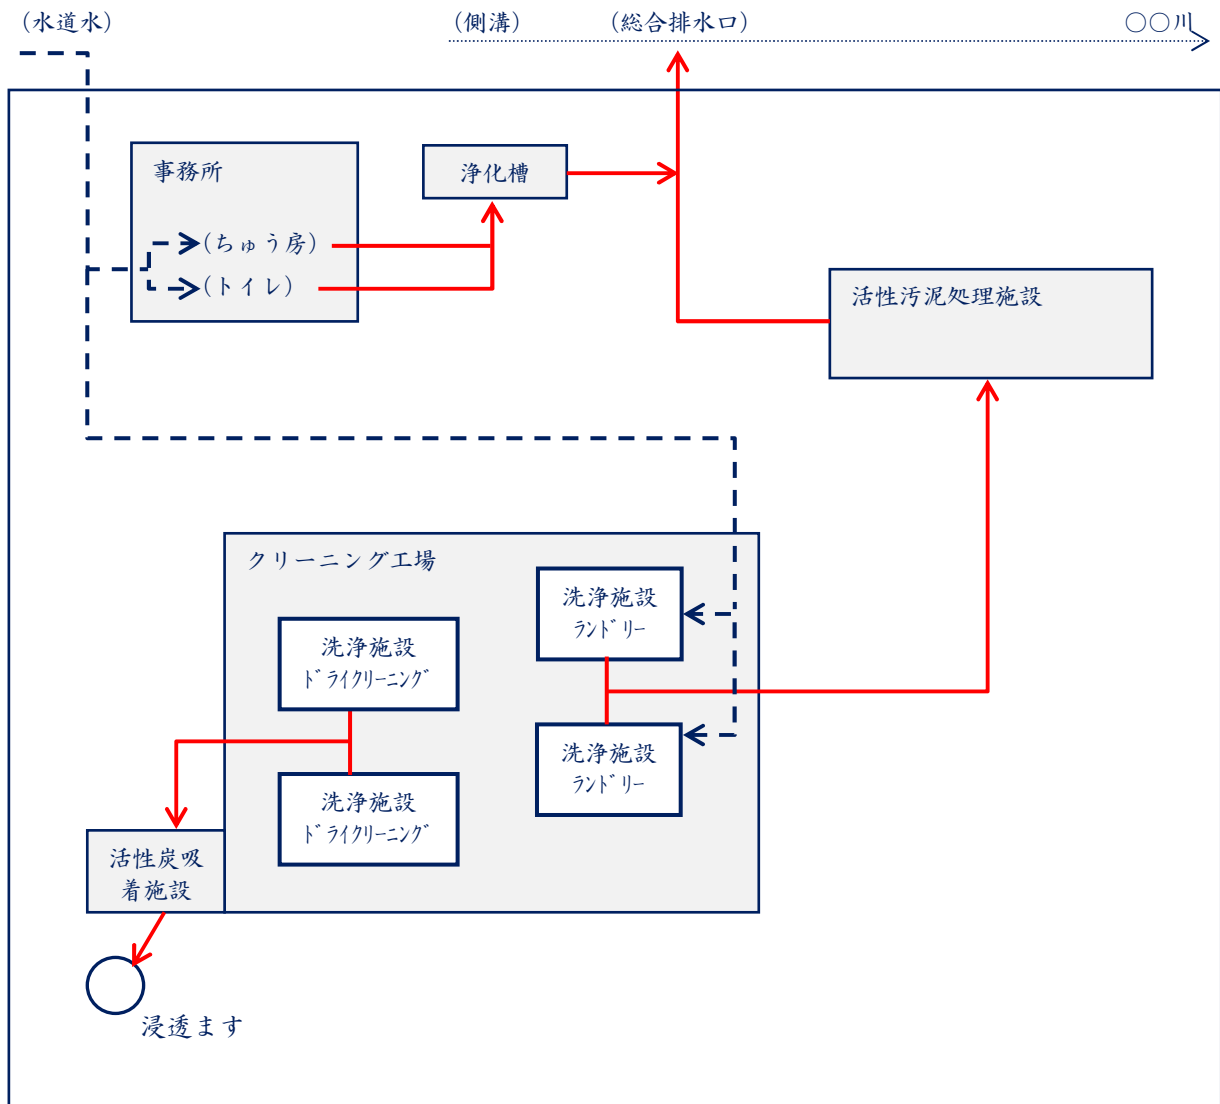 (水道水)
(側溝)
(総合排水口)
〇〇川
事務所
浄化槽
(ちゅう房)
(トイレ)
活性汚泥処理施設
クリーニング工場
洗浄施設
ﾗﾝﾄﾞﾘｰ
洗浄施設
ﾄﾞﾗｲｸﾘｰﾆﾝｸﾞ
洗浄施設
ﾗﾝﾄﾞﾘｰ
洗浄施設
ﾄﾞﾗｲｸﾘｰﾆﾝｸﾞ
活性炭吸
着施設
浸透ます